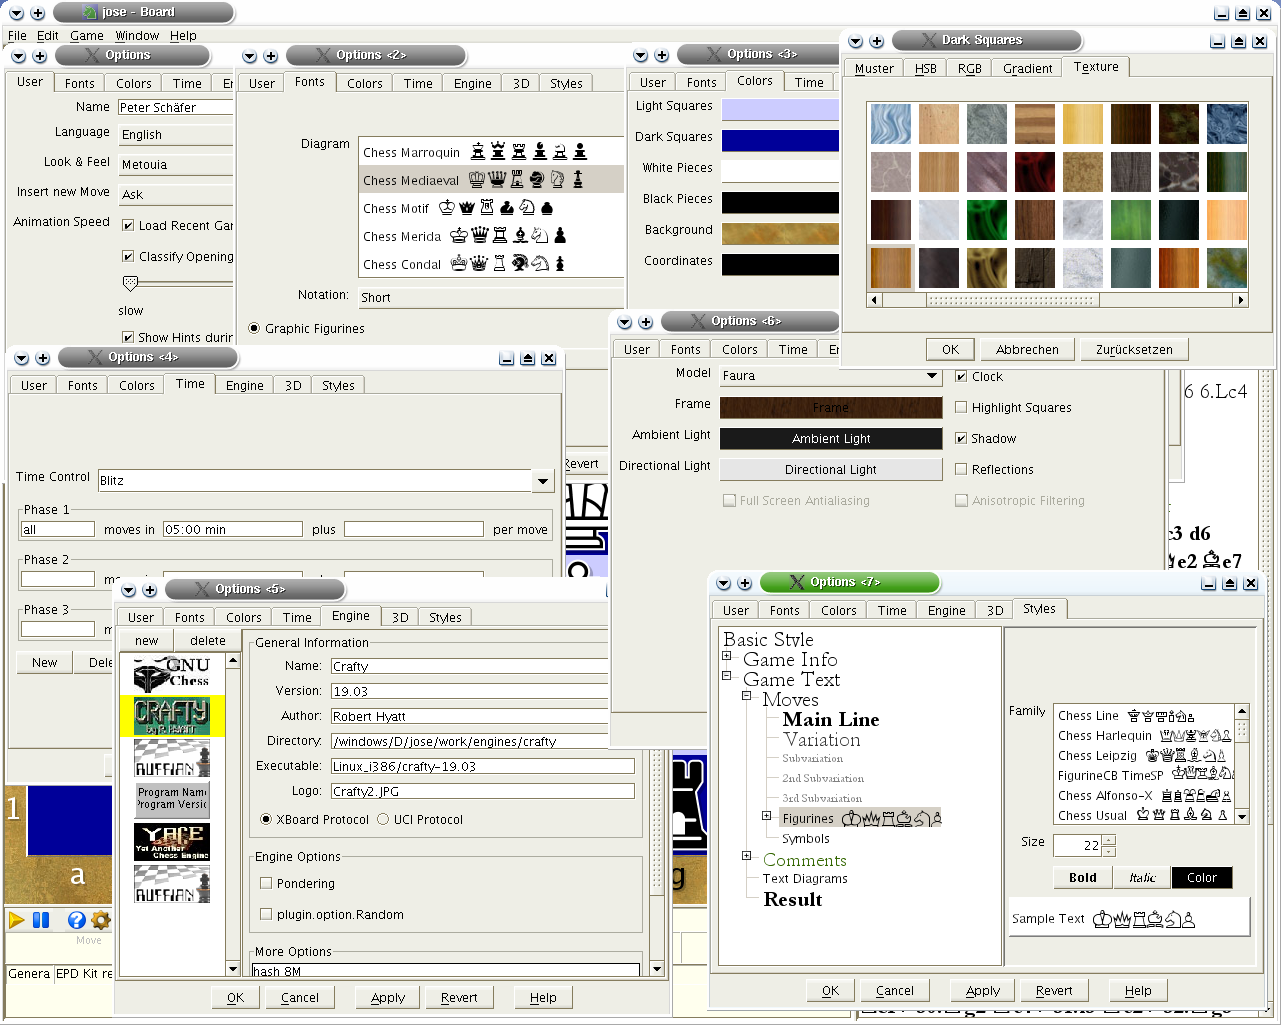 jose - Board
File Edit Game Window Help
Options
User Fonts Colors Time
Name Peter Schäfer
Language English
Look & Feel Metouia
Insert new Move Ask
Animation Speed
Load Recent Gar
Classify Opening
slow
Show Hints durin
Options <2>
User Fonts Colors Time Engine 3D Styles
Diagram
Chess Marroquin
Chess Mediaeval
Chess Motif
Chess Merida
Chess Condal
Notation: Short
Graphic Figurines
Options <3>
User Fonts Colors Time
Light Squares
Dark Squares
White Pieces
Black Pieces
Background
Coordinates
Dark Squares
Muster HSB RGB Gradient Texture
OK Abbrechen Zurücksetzen
Options <6>
User Fonts Colors Time
Model Faura
Frame Frame
Ambient Light Ambient Light
Directional Light Directional Light
Full Screen Antialiasing
Clock
Highlight Squares
Shadow
Reflections
Anisotropic Filtering
6 6.Lc4
c3 d6
e2 e7
Options <4>
User Fonts Colors Time Engine 3D Styles
Time Control Blitz
Phase 1
all moves in 05:00 min plus per move
Phase 2
Phase 3
New Dele
Revert
Options <5>
User Fonts Colors Time Engine 3D Styles
new delete
GNU Chess
CRAFTY
by R. HYATT
RUFFIAN
Program Name
Program Versio
YACE
Yet Another
Chess Engine
RUFFIAN
General Information
Name: Crafty
Version: 19.03
Author: Robert Hyatt
Directory: /windows/D/jose/work/engines/crafty
Executable: Linux_i386/crafty-19.03
Logo: Crafty2.JPG
XBoard Protocol UCI Protocol
Engine Options
Pondering
plugin.option.Random
More Options
hash 8M
OK Cancel Apply Revert Help
Options <7>
User Fonts Colors Time Engine 3D Styles
Basic Style
Game Info
Game Text
Moves
Main Line
Variation
Subvariation
2nd Subvariation
3rd Subvariation
Figurines
Symbols
Comments
Text Diagrams
Result
Family
Chess Line
Chess Harlequin
Chess Leipzig
FigurineCB TimeSP
Chess Alfonso-X
Chess Usual
Size 22
Bold Italic Color
Sample Text
OK Cancel Apply Revert Help
1
a
g
Move
Genera EPD Kit re